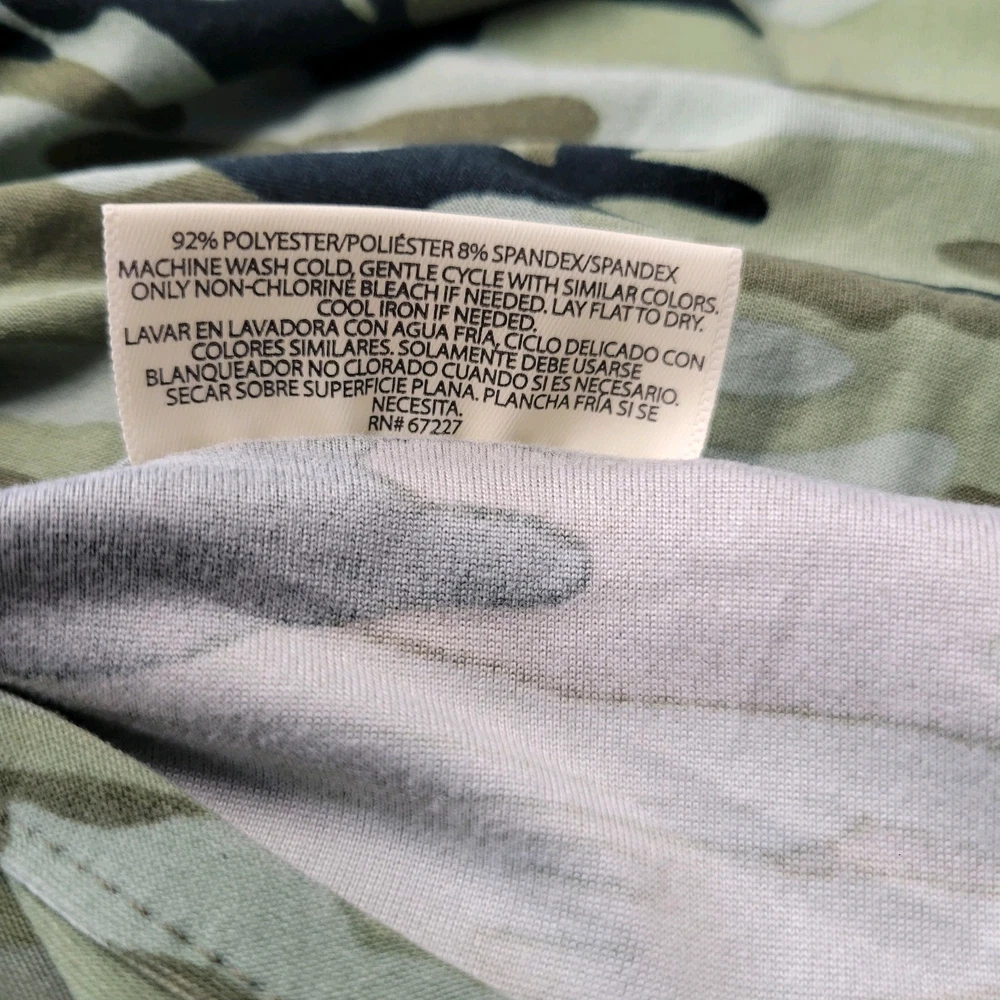 92% POLYESTER/POLIÉSTER 8% SPANDEX/SPANDEX
MACHINE WASH COLD, GENTLE CYCLE WITH SIMILAR COLORS.
ONLY NON-CHLORINE BLEACH IF NEEDED. LAY FLAT TO DRY.
COOL IRON IF NEEDED.
LAVAR EN LAVADORA CON AGUA FRÍA, CICLO DELICADO CON
COLORES SIMILARES. SOLAMENTE DEBE USARSE
BLANQUEADOR NO CLORADO CUANDO SI ES NECESARIO.
SECAR SOBRE SUPERFICIE PLANA. PLANCHA FRÍA SI SE
NECESITA.
RN# 67227